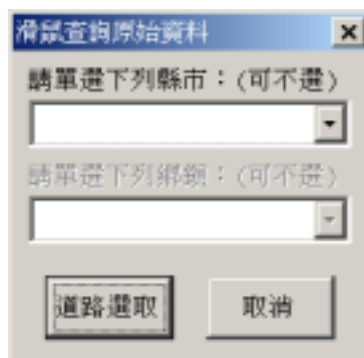 滑鼠查詢原始資料
請單選下列縣市：(可不選)
請單選下列鄉鎮：(可不選)
道路選取
取消